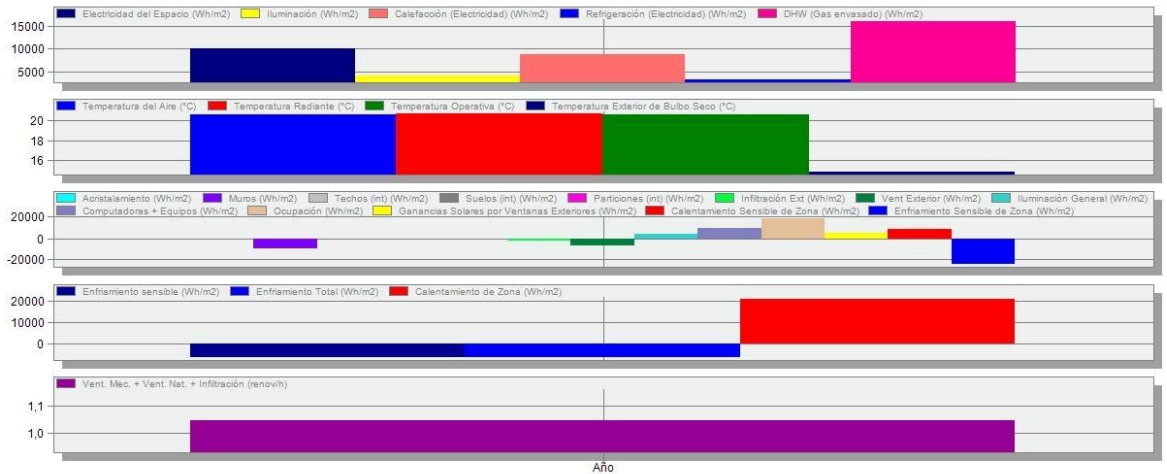 Electricidad del Espacio (Wh/m2) Iluminación (Wh/m2) Calefacción (Electricidad) (Wh/m2) Refrigeración (Electricidad) (Wh/m2) DHW (Gas envasado) (Wh/m2)
15000
10000
5000
Temperatura del Aire (°C) Temperatura Radiante (°C) Temperatura Operativa (°C) Temperatura Exterior de Bulbo Seco (°C)
20
18
16
Acristalamiento (Wh/m2) Muros (Wh/m2) Techos (int) (Wh/m2) Suelos (int) (Wh/m2) Particiones (int) (Wh/m2) Infiltración Ext (Wh/m2) Vent Exterior (Wh/m2) Iluminación General (Wh/m2)
Computadoras + Equipos (Wh/m2) Ocupación (Wh/m2) Ganancias Solares por Ventanas Exteriores (Wh/m2) Calentamiento Sensible de Zona (Wh/m2) Enfriamiento Sensible de Zona (Wh/m2)
20000
0
-20000
Enfriamiento sensible (Wh/m2) Enfriamiento Total (Wh/m2) Calentamiento de Zona (Wh/m2)
20000
10000
0
Vent. Mec. + Vent. Nat. + Infiltración (renov/h)
1,1
1,0
Año